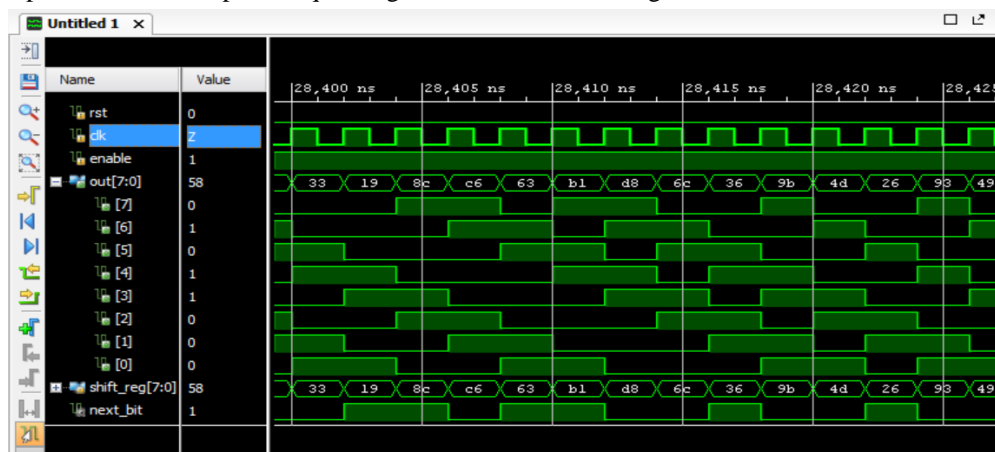 Untitled 1 X
Name Value
28,400 ns 28,405 ns 28,410 ns 28,415 ns 28,420 ns 28,425
rst 0
clk Z
enable 1
out[7:0] 58 33 19 8c c6 63 b1 d8 6c 36 9b 4d 26 93 49
[7] 0
[6] 1
[5] 0
[4] 1
[3] 1
[2] 0
[1] 0
[0] 0
shift_reg[7:0] 58 33 19 8c c6 63 b1 d8 6c 36 9b 4d 26 93 49
next_bit 1